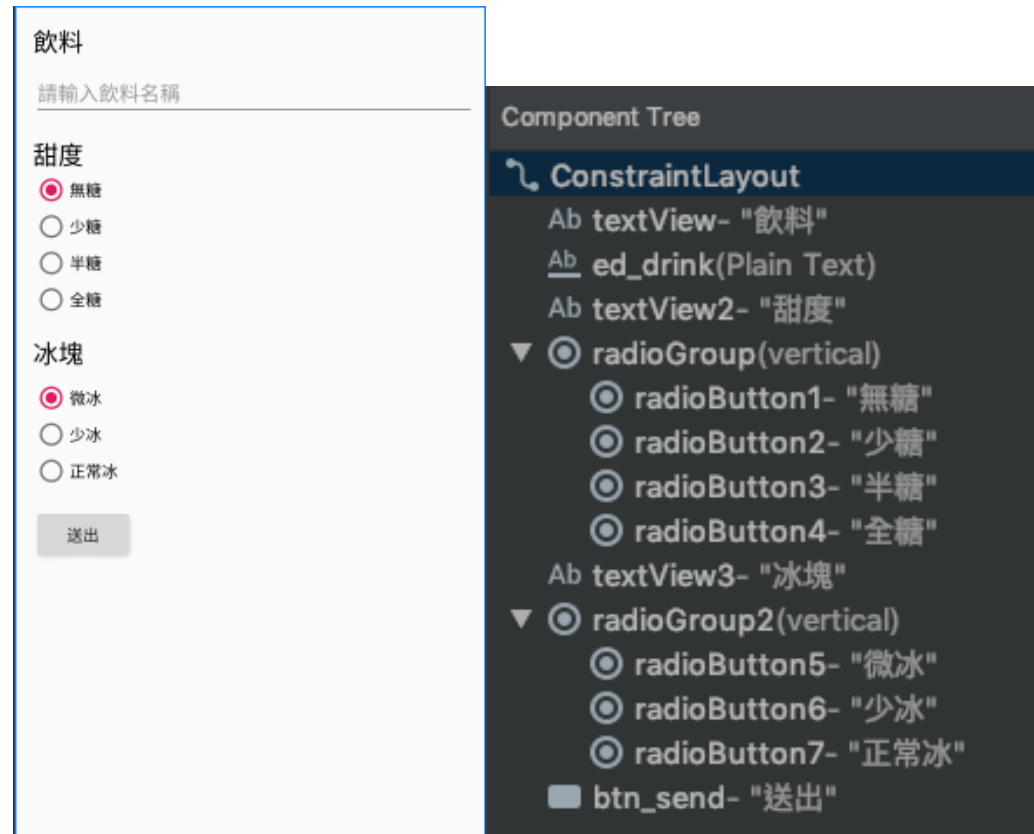 飲料
請輸入飲料名稱
甜度
無糖
少糖
半糖
全糖
冰塊
微冰
少冰
正常冰
送出
Component Tree
ConstraintLayout
Ab textView- "飲料"
Ab ed_drink(Plain Text)
Ab textView2- "甜度"
radioGroup(vertical)
radioButton1- "無糖"
radioButton2- "少糖"
radioButton3- "半糖"
radioButton4- "全糖"
Ab textView3- "冰塊"
radioGroup2(vertical)
radioButton5- "微冰"
radioButton6- "少冰"
radioButton7- "正常冰"
btn_send- "送出"